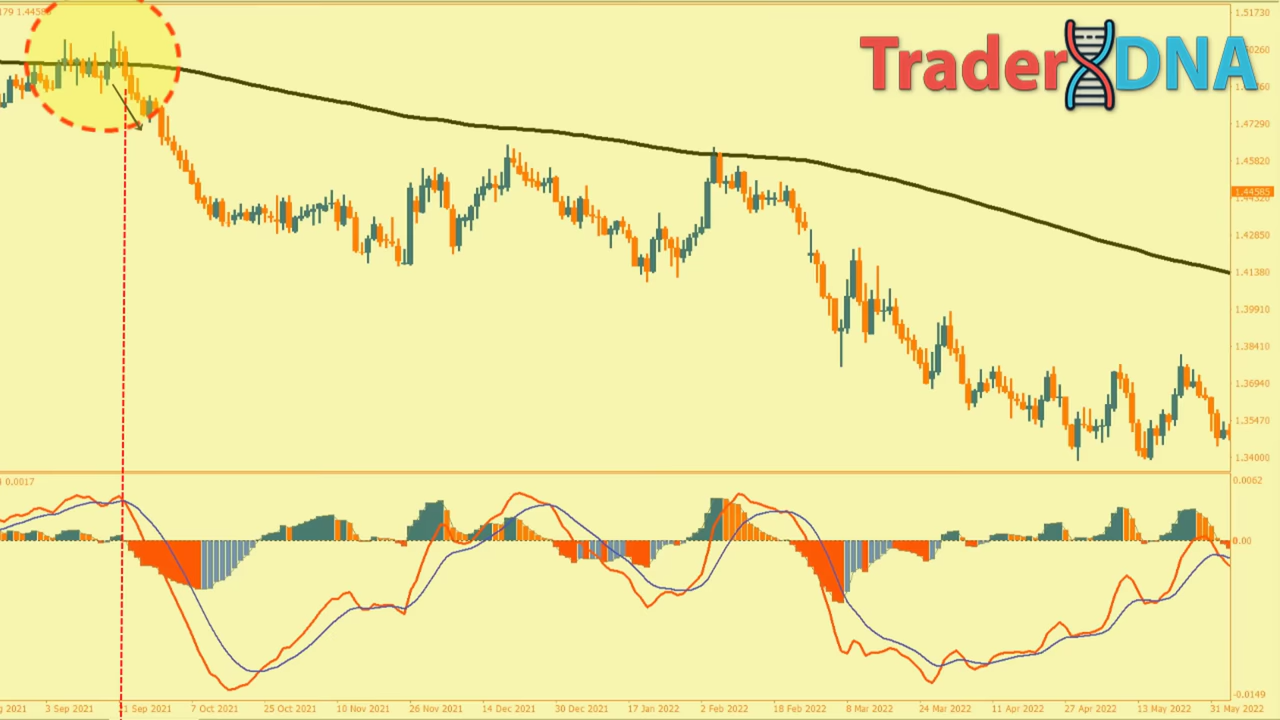 179 1.4458
TraderDNA
1.51730
1.47290
1.45820
1.44585
1.42850
1.41380
1.39910
1.38410
1.36940
1.35470
1.34000
0.0017
0.0062
0.00
-0.0149
3 Sep 2021
7 Oct 2021
25 Oct 2021
10 Nov 2021
26 Nov 2021
14 Dec 2021
30 Dec 2021
17 Jan 2022
2 Feb 2022
18 Feb 2022
8 Mar 2022
24 Mar 2022
11 Apr 2022
27 Apr 2022
13 May 2022
31 May 2022